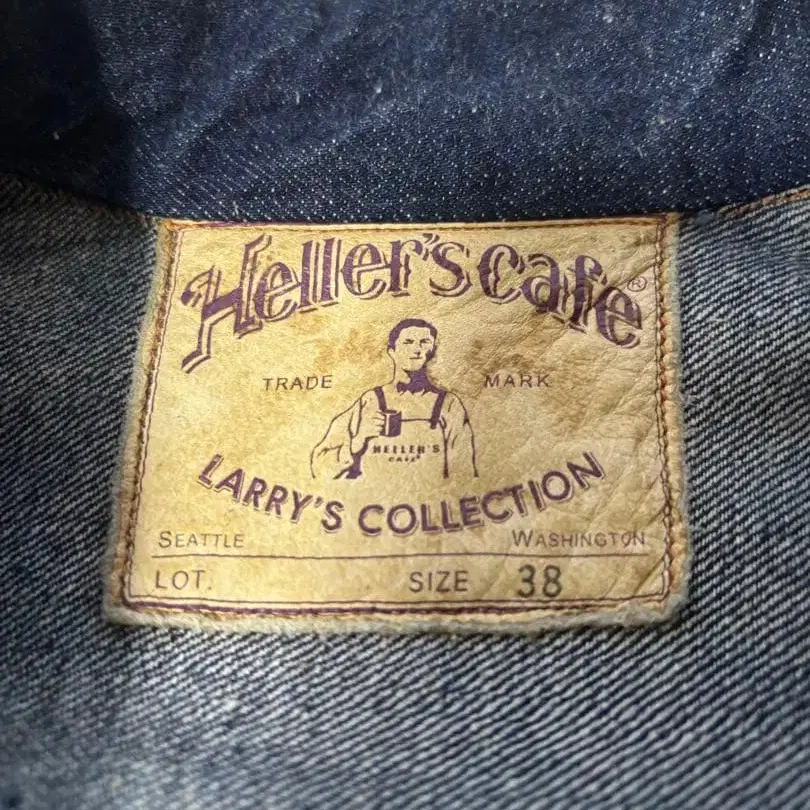 Heller's Cafe®
TRADE MARK
HELLER'S
CAFE
LARRY'S COLLECTION
SEATTLE WASHINGTON
LOT. SIZE 38